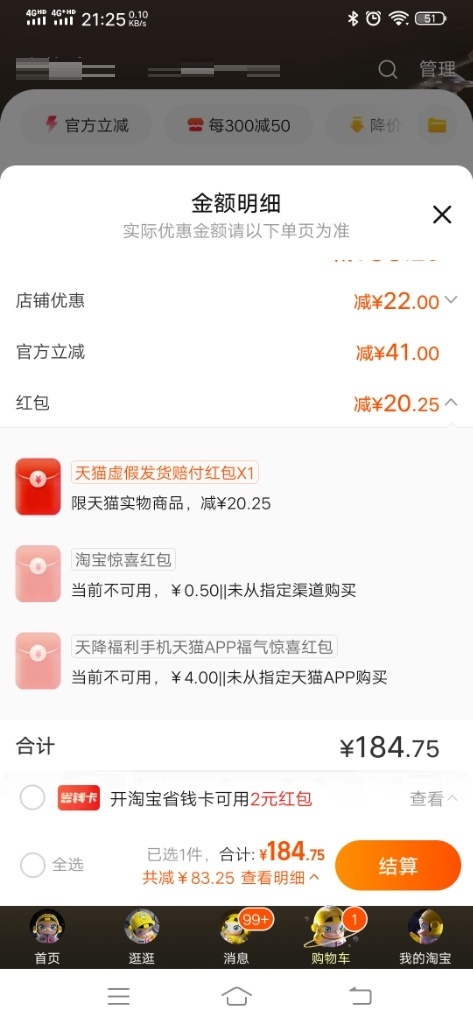 4GHD 4G+HD 21:25 0.10 KB/s 51
管理
官方立减 每300减50 降价
金额明细
实际优惠金额请以下单页为准
店铺优惠 减¥22.00
官方立减 减¥41.00
红包 减¥20.25
天猫虚假发货赔付红包X1
限天猫实物商品，减¥20.25
淘宝惊喜红包
当前不可用，￥0.50||未从指定渠道购买
天降福利手机天猫APP福气惊喜红包
当前不可用，￥4.00||未从指定天猫APP购买
合计 ¥184.75
省钱卡 开淘宝省钱卡可用2元红包 查看
全选 已选1件，合计:¥184.75
共减￥83.25 查看明细
结算
99+ 1
首页 逛逛 消息 购物车 我的淘宝